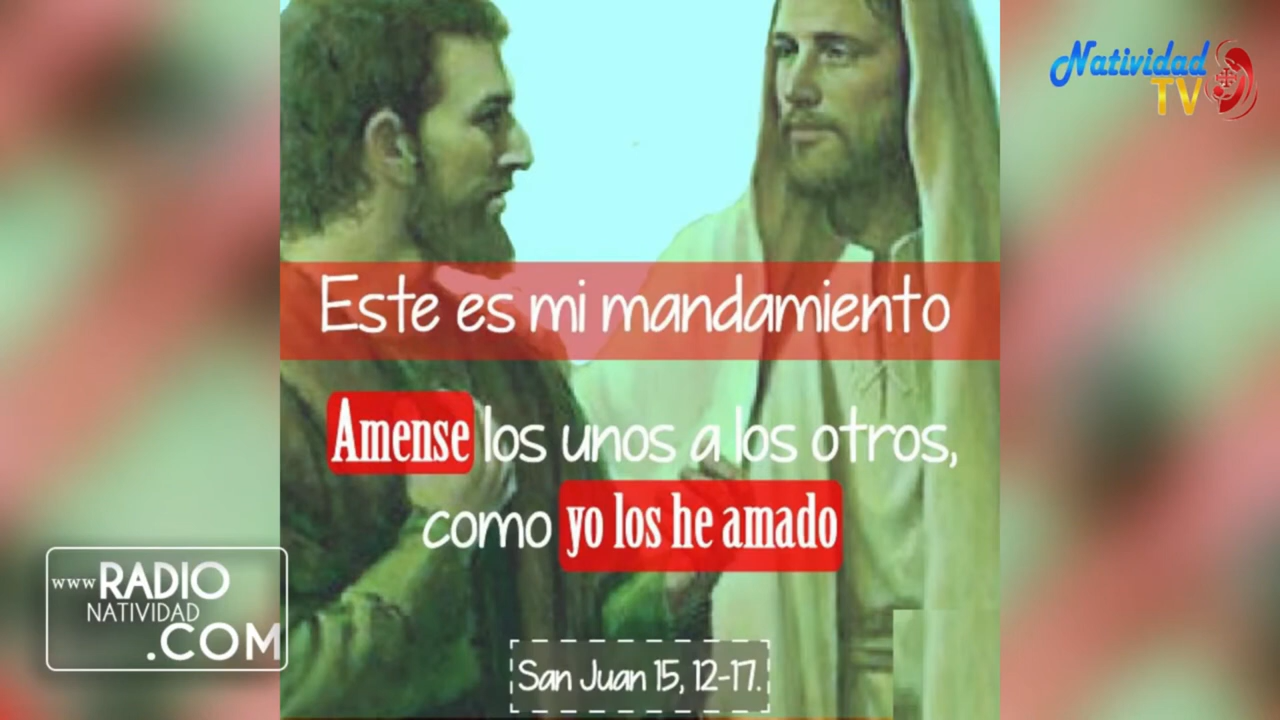 Natividad
TV
Este es mi mandamiento
Amense los unos a los otros,
como yo los he amado
www RADIO
NATIVIDAD
.COM
San Juan 15, 12-17.